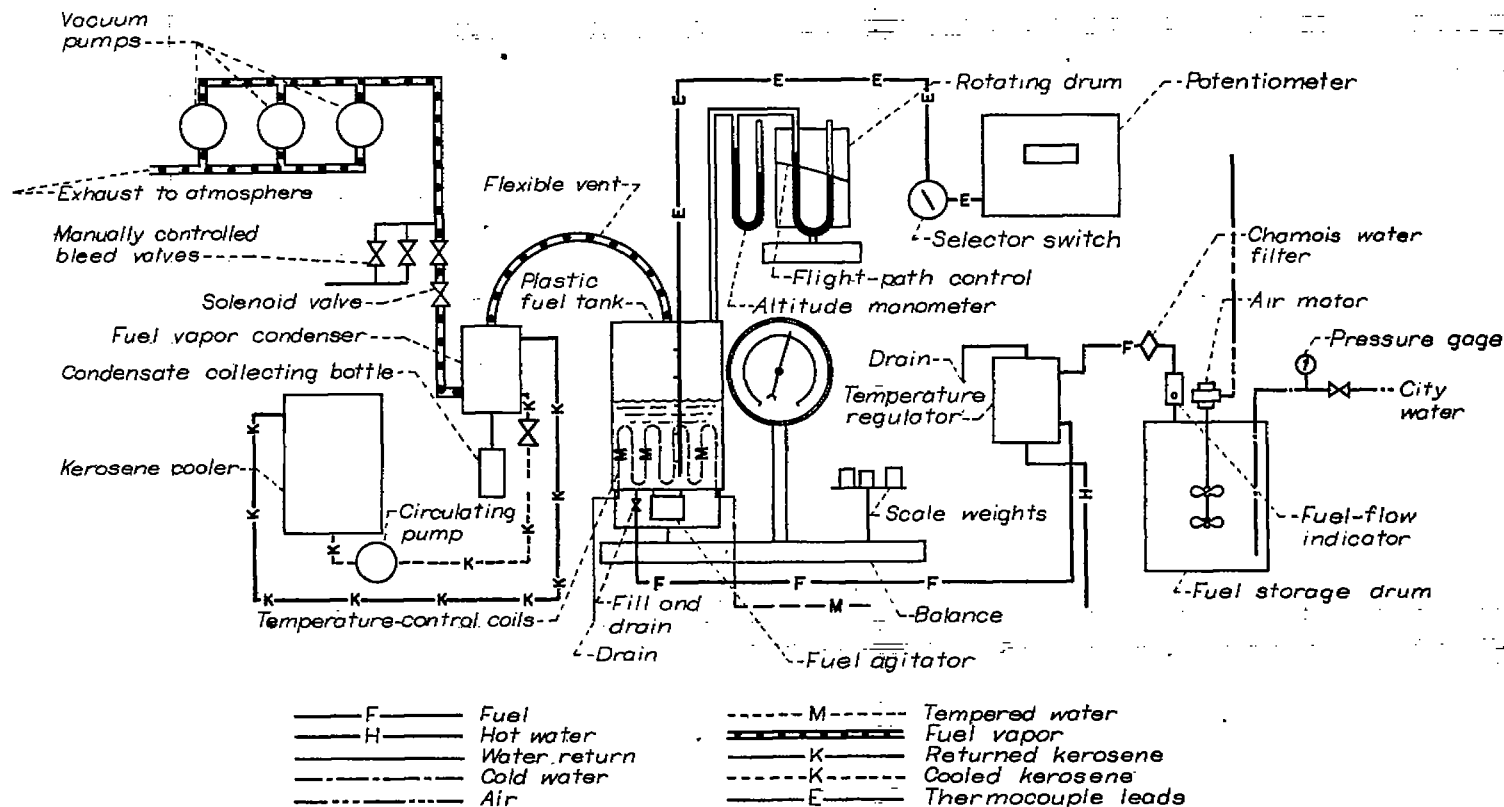 Vacuum
pumps
Exhaust to atmosphere
Manually controlled
bleed valves
Solenoid valve
Fuel vapor condenser
Condensate collecting bottle
Kerosene cooler
Circulating
pump
Temperature-control coils
Flexible vent
Plastic
fuel tank
Rotating drum
Potentiometer
Selector switch
Flight-path control
Altitude manometer
Chamois water
filter
Air motor
Pressure gage
City
water
Drain
Temperature
regulator
Scale weights
Fuel-flow
indicator
Fuel storage drum
Fill and
drain
Drain
Balance
Fuel agitator
E E E E E E
K K K K K K K K K K K K K
M M M M
F F F F
H
F Fuel
H Hot water
Water return
Cold water
Air
M Tempered water
Fuel vapor
K Returned kerosene
K Cooled kerosene
E Thermocouple leads